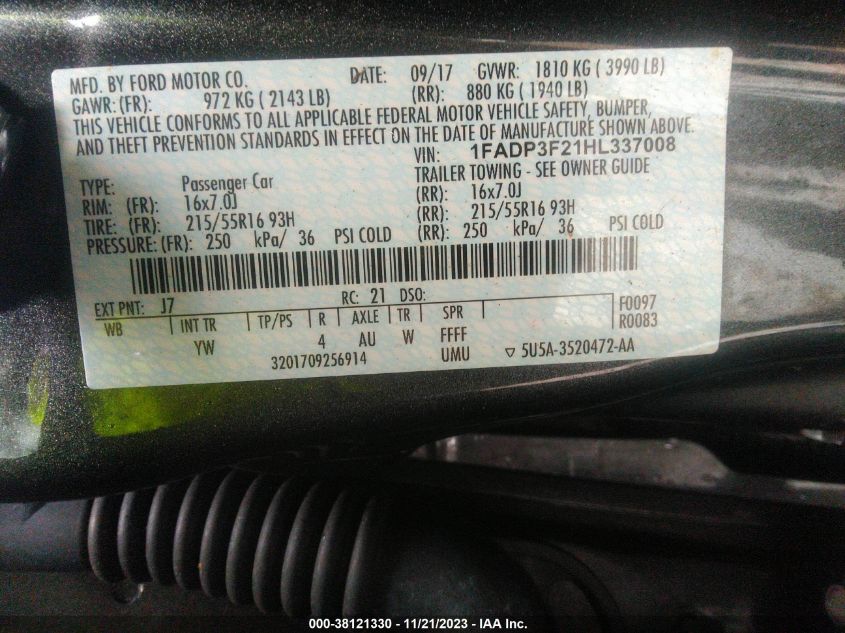 MFD. BY FORD MOTOR CO. DATE: 09/17 GVWR: 1810 KG ( 3990 LB)
GAWR: (FR): 972 KG ( 2143 LB) (RR): 880 KG ( 1940 LB)
THIS VEHICLE CONFORMS TO ALL APPLICABLE FEDERAL MOTOR VEHICLE SAFETY, BUMPER,
AND THEFT PREVENTION STANDARDS IN EFFECT ON THE DATE OF MANUFACTURE SHOWN ABOVE.
VIN: 1FADP3F21HL337008
TYPE: Passenger Car TRAILER TOWING - SEE OWNER GUIDE
RIM: (FR): 16x7.0J (RR): 16x7.0J
TIRE: (FR): 215/55R16 93H (RR): 215/55R16 93H
PRESSURE: (FR): 250 kPa/ 36 PSI COLD (RR): 250 kPa/ 36 PSI COLD
EXT PNT: J7 RC: 21 DSO: F0097
WB INT TR TP/PS R AXLE TR SPR R0083
YW 4 AU W FFFF
3201709256914 UMU ▽ 5U5A-3520472-AA
000-38121330 - 11/21/2023 - IAA Inc.